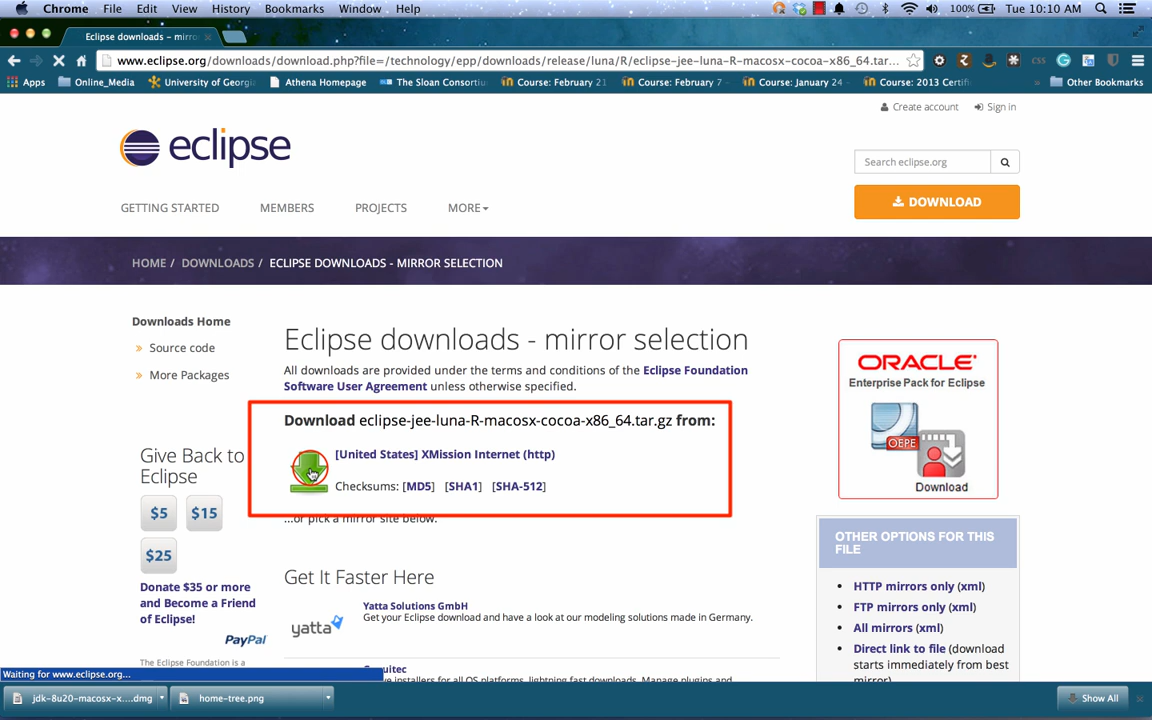 Chrome File Edit View History Bookmarks Window Help 100% Tue 10:10 AM
Eclipse downloads - mirro
www.eclipse.org/downloads/download.php?file=/technology/epp/downloads/release/luna/R/eclipse-jee-luna-R-macosx-cocoa-x86_64.tar...
Apps Online_Media University of Georgi Athena Homepage The Sloan Consortiu Course: February 21 Course: February 7 Course: January 24 - Course: 2013 Certifi » Other Bookmarks
Create account Sign in
eclipse
Search eclipse.org
GETTING STARTED MEMBERS PROJECTS MORE
DOWNLOAD
HOME / DOWNLOADS / ECLIPSE DOWNLOADS - MIRROR SELECTION
Downloads Home
» Source code
» More Packages
Give Back to
Eclipse
$5 $15
$25
Donate $35 or more
and Become a Friend
of Eclipse!
PayPal
The Eclipse Foundation is a
Eclipse downloads - mirror selection
All downloads are provided under the terms and conditions of the Eclipse Foundation
Software User Agreement unless otherwise specified.
Download eclipse-jee-luna-R-macosx-cocoa-x86_64.tar.gz from:
[United States] XMission Internet (http)
Checksums: [MD5] [SHA1] [SHA-512]
...or pick a mirror site below.
Get It Faster Here
yatta
Yatta Solutions GmbH
Get your Eclipse download and have a look at our modeling solutions made in Germany.
ORACLE
Enterprise Pack for Eclipse
OEPE
Download
OTHER OPTIONS FOR THIS
FILE
• HTTP mirrors only (xml)
• FTP mirrors only (xml)
• All mirrors (xml)
• Direct link to file (download
starts immediately from best
mirror)
Waiting for www.eclipse.org...
jdk-8u20-macosx-x....dmg home-tree.png Show All